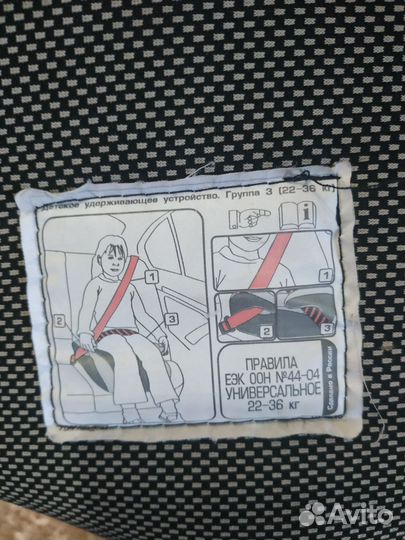 Детское удерживающее устройство. Группа 3 (22-36 кг)
1
2
3
i
1
2
3
ПРАВИЛА
ЕЭК ООН №44-04
УНИВЕРСАЛЬНОЕ
22-36 кг
Сделано в России
Avito